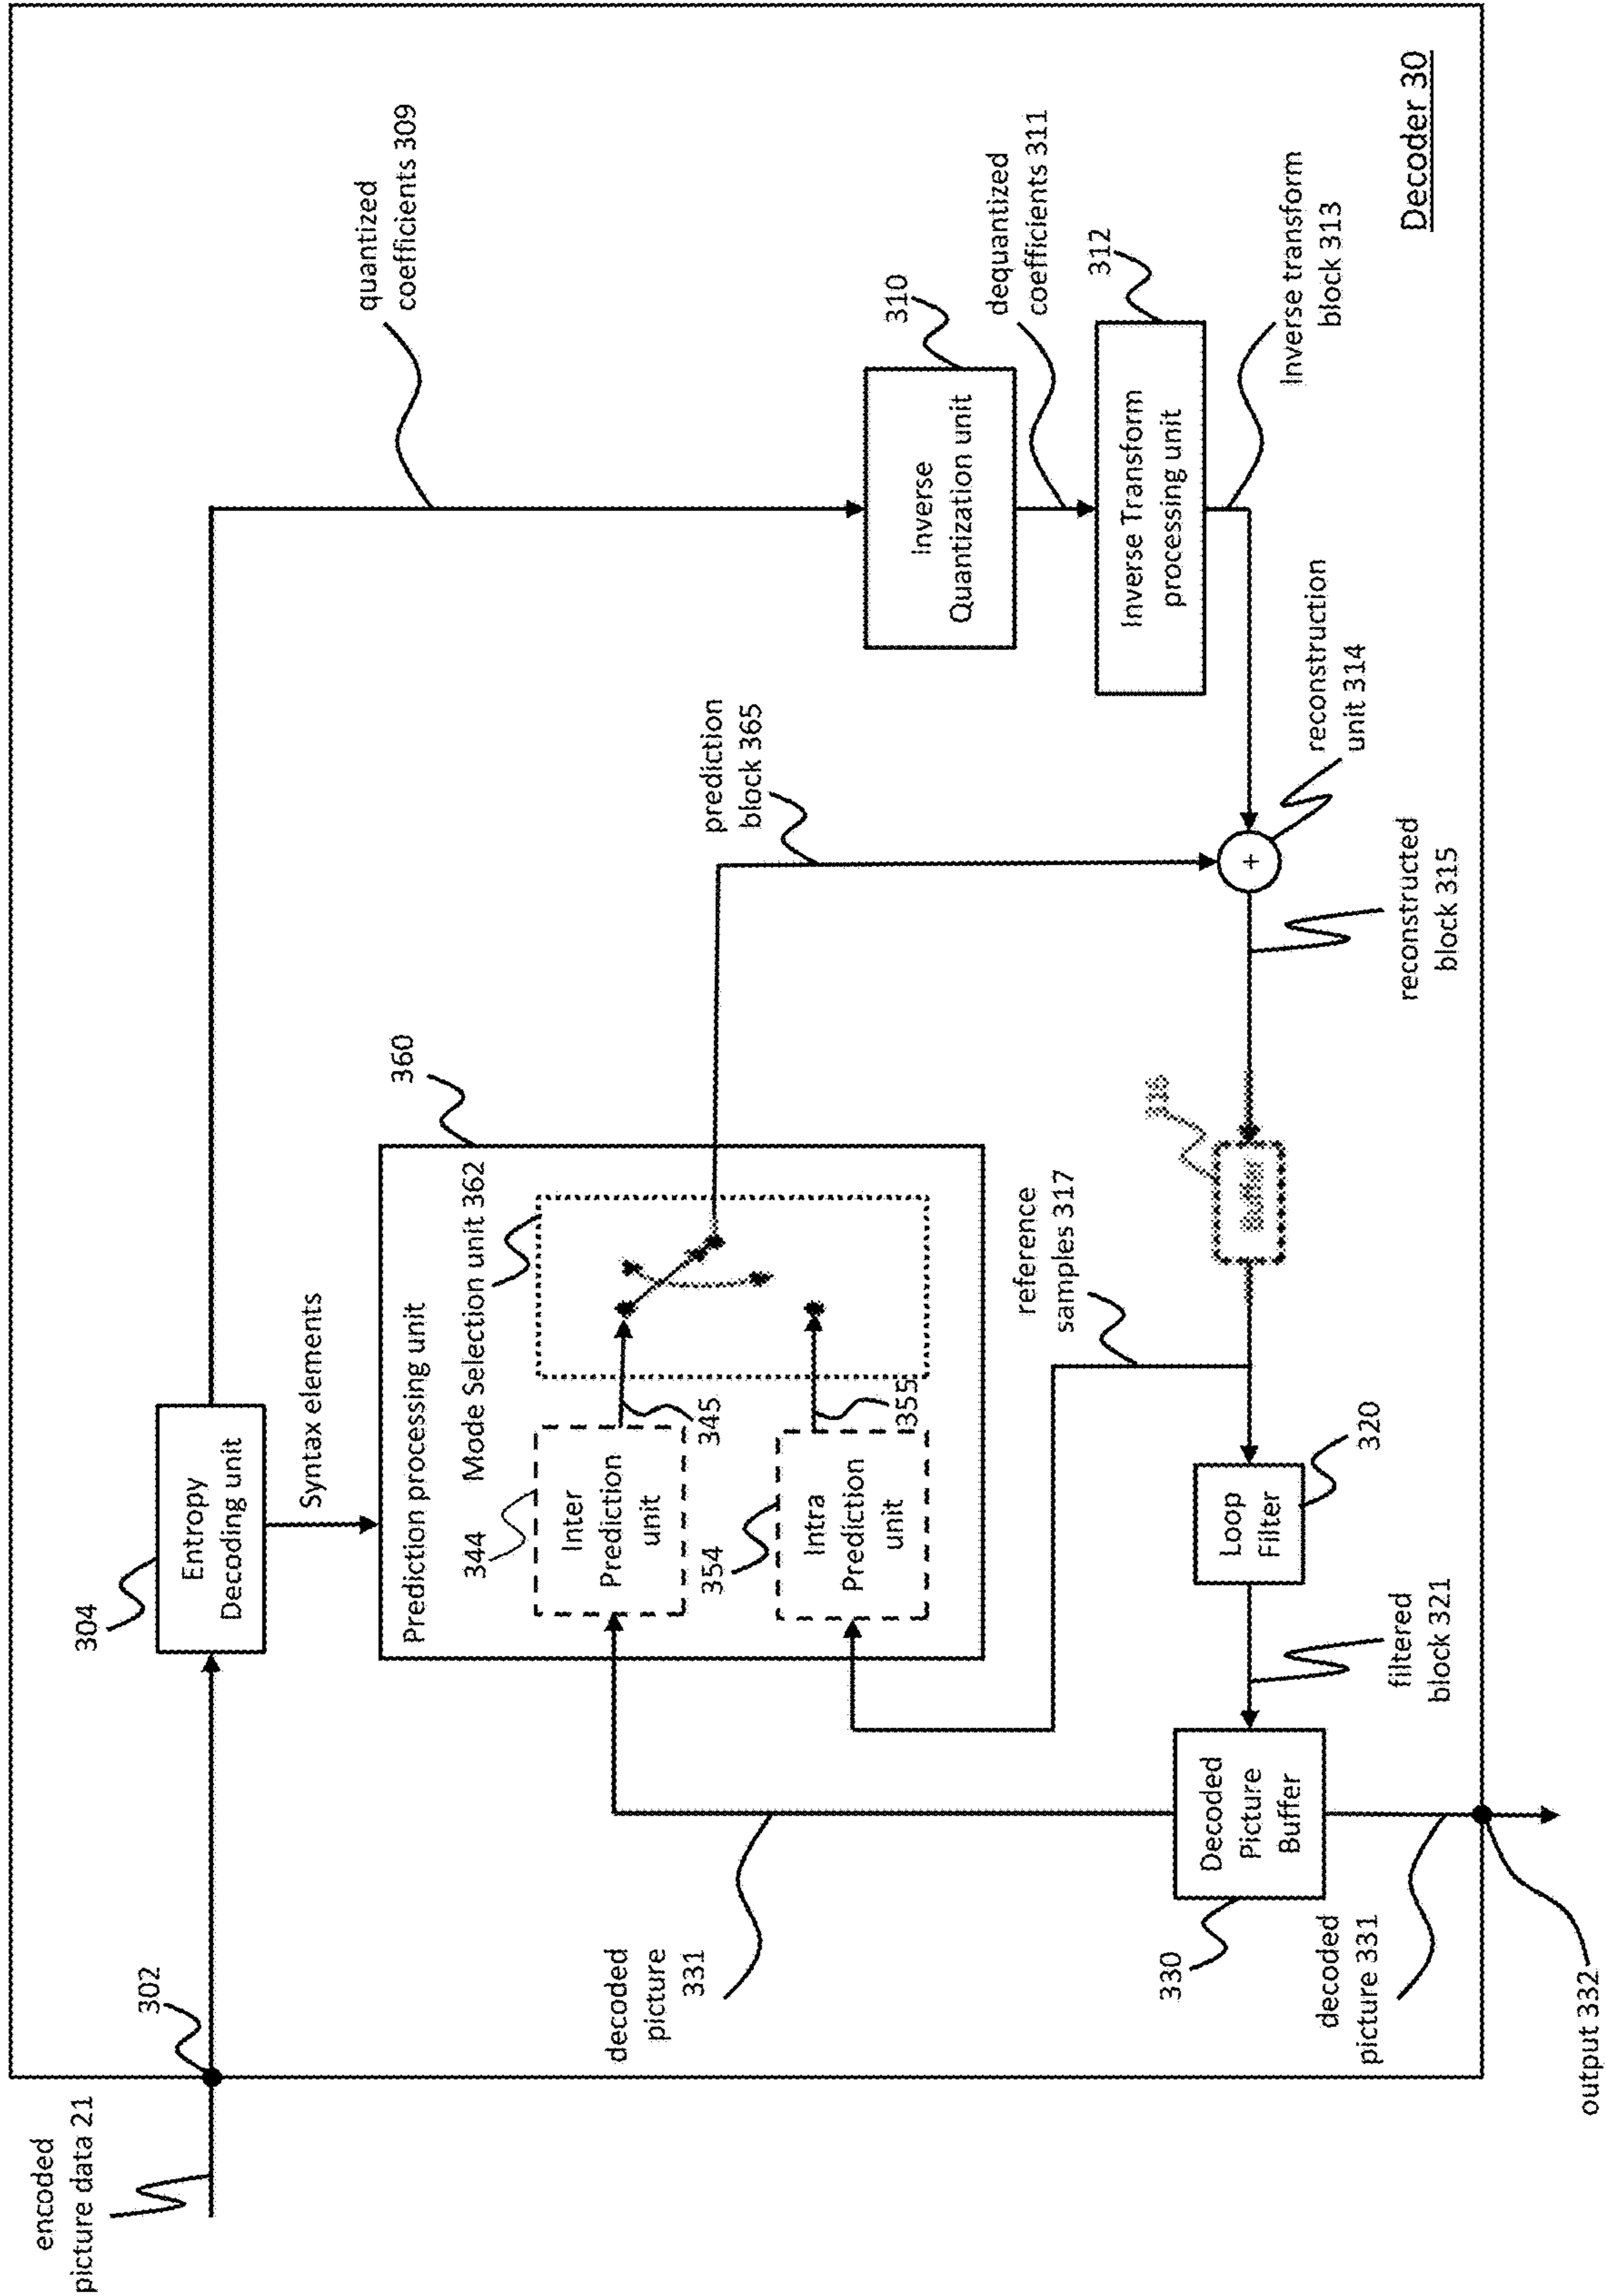 encoded
picture data 21
302
304
Entropy
Decoding unit
Syntax elements
quantized
coefficients 309
360
Prediction processing unit
Mode Selection unit 362
344
Inter
Prediction
unit
345
354
Intra
Prediction
unit
355
prediction
block 365
310
Inverse
Quantization unit
dequantized
coefficients 311
312
Inverse Transform
processing unit
Inverse transform
block 313
reconstruction
unit 314
+
reconstructed
block 315
316
Buffer
reference
samples 317
320
Loop
Filter
filtered
block 321
330
Decoded
Picture
Buffer
decoded
picture
331
decoded
picture 331
output 332
Decoder 30